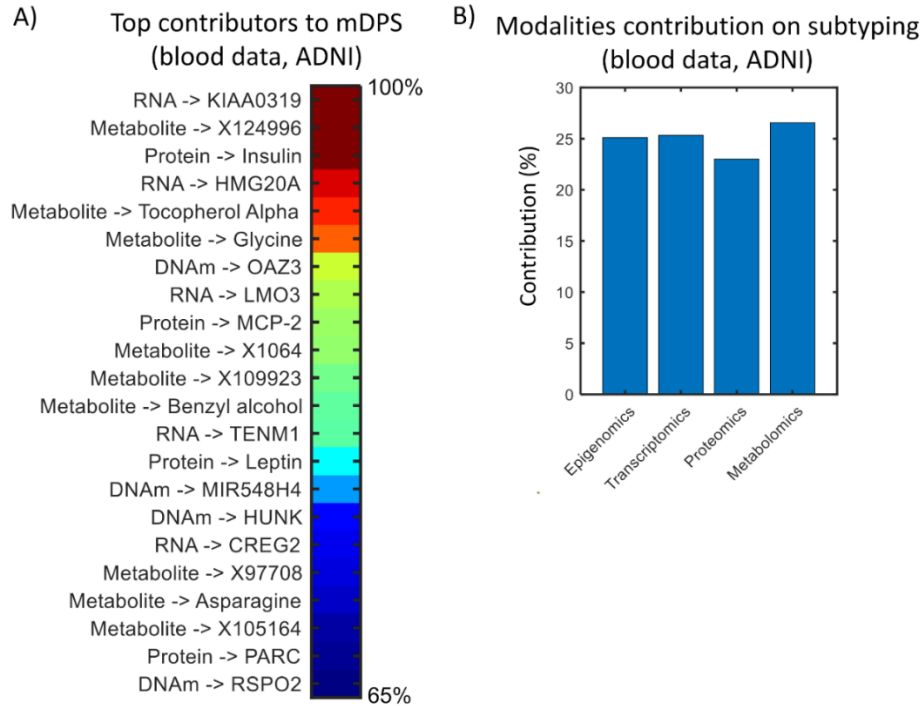 A)
Top contributors to mDPS
(blood data, ADNI)
100%
RNA -> KIAA0319
Metabolite -> X124996
Protein -> Insulin
RNA -> HMG20A
Metabolite -> Tocopherol Alpha
Metabolite -> Glycine
DNAm -> OAZ3
RNA -> LMO3
Protein -> MCP-2
Metabolite -> X1064
Metabolite -> X109923
Metabolite -> Benzyl alcohol
RNA -> TENM1
Protein -> Leptin
DNAm -> MIR548H4
DNAm -> HUNK
RNA -> CREG2
Metabolite -> X97708
Metabolite -> Asparagine
Metabolite -> X105164
Protein -> PARC
DNAm -> RSPO2
65%
B)
Modalities contribution on subtyping
(blood data, ADNI)
Contribution (%)
30
25
20
15
10
5
0
Epigenomics
Transcriptomics
Proteomics
Metabolomics